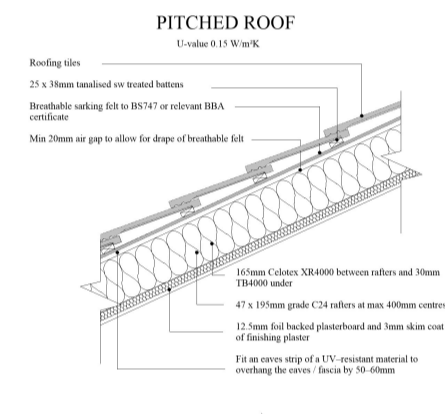 PITCHED ROOF
U-value 0.15 W/m²K
Roofing tiles
25 x 38mm tanalised sw treated battens
Breathable sarking felt to BS747 or relevant BBA
certificate
Min 20mm air gap to allow for drape of breathable felt
165mm Celotex XR4000 between rafters and 30mm
TB4000 under
47 x 195mm grade C24 rafters at max 400mm centres
12.5mm foil backed plasterboard and 3mm skim coat
of finishing plaster
Fit an eaves strip of a UV-resistant material to
overhang the eaves / fascia by 50-60mm